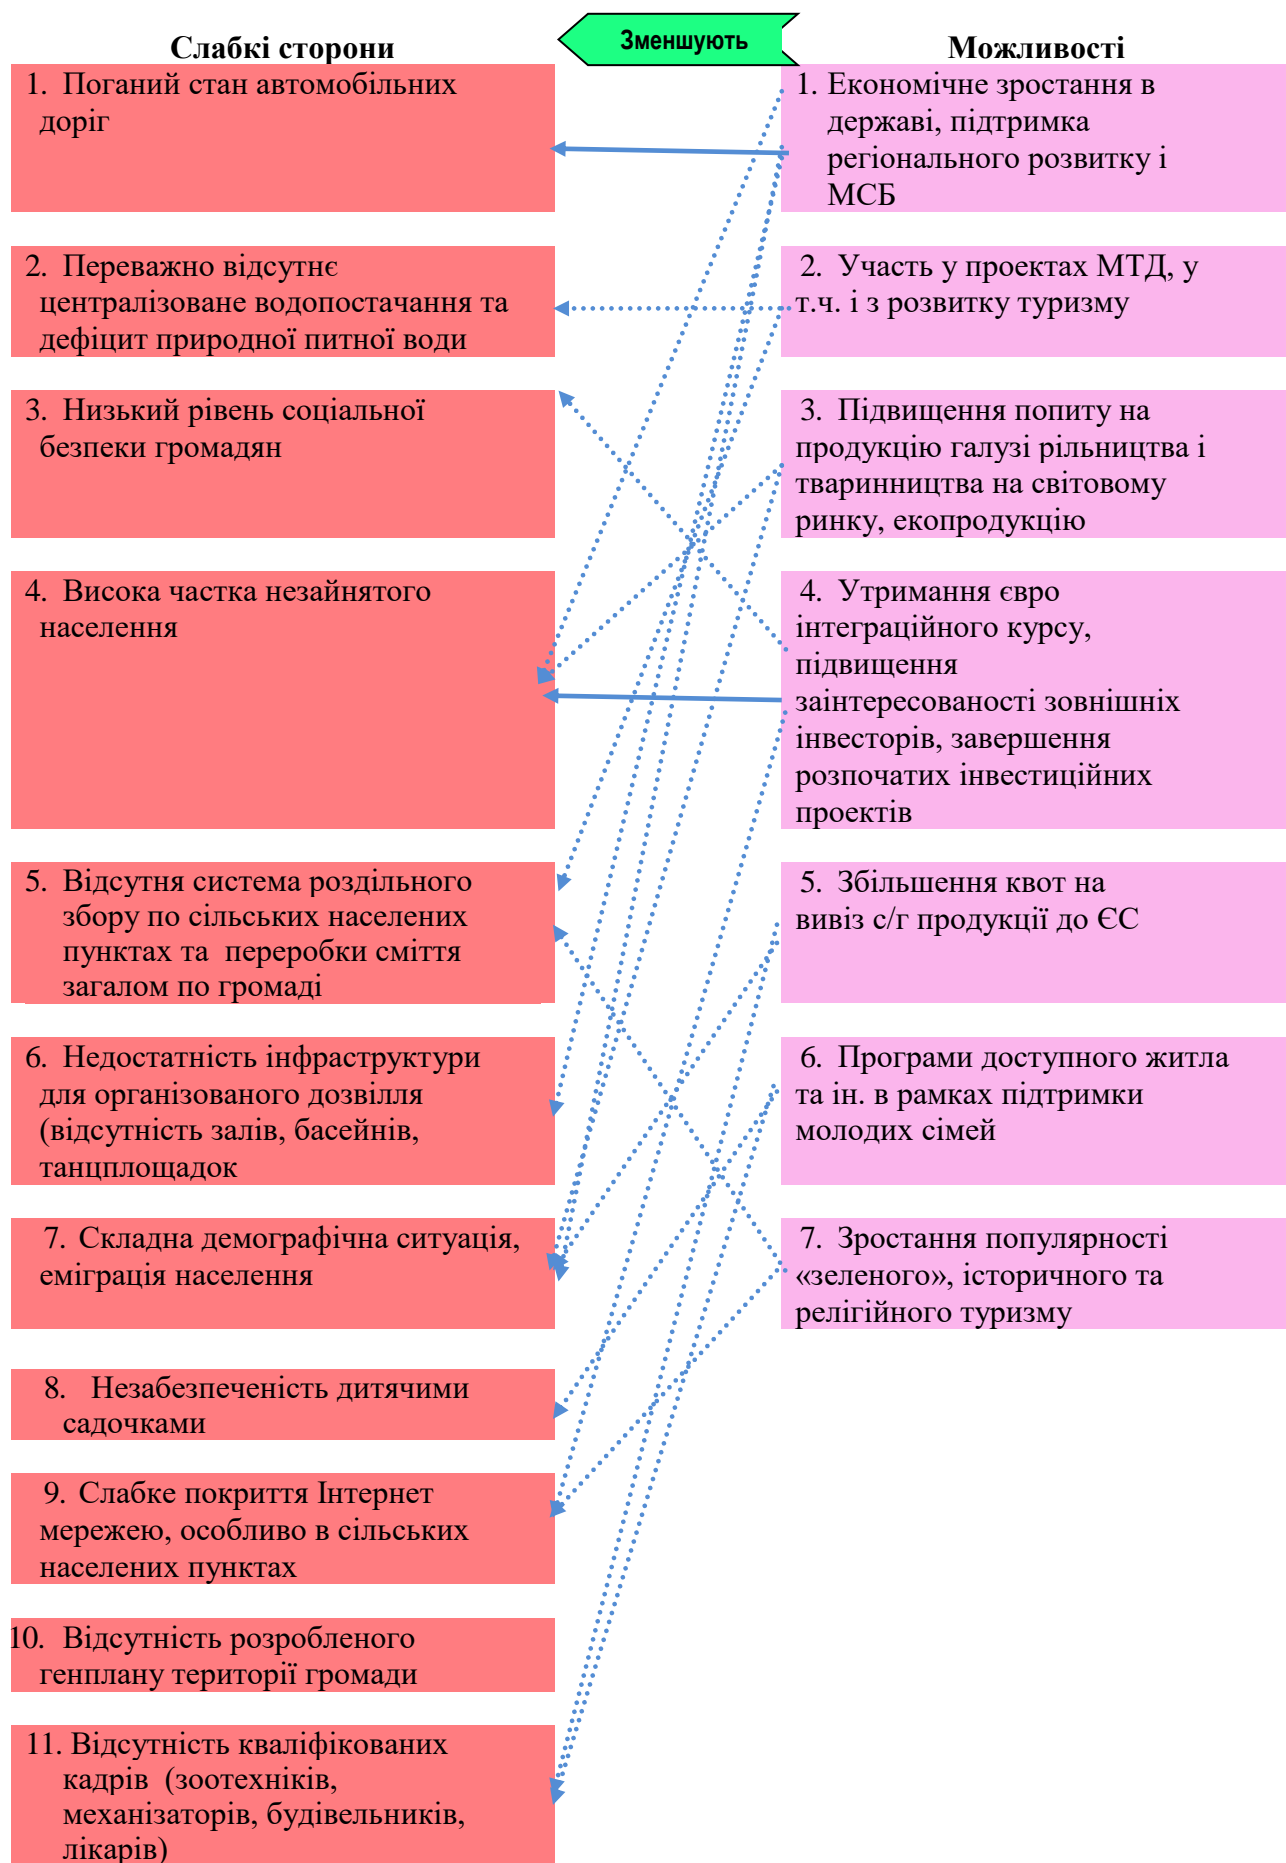 Слабкі сторони
Зменшують
Можливості
1. Поганий стан автомобільних
доріг
2. Переважно відсутнє
централізоване водопостачання та
дефіцит природної питної води
3. Низький рівень соціальної
безпеки громадян
4. Висока частка незайнятого
населення
5. Відсутня система роздільного
збору по сільських населених
пунктах та переробки сміття
загалом по громаді
6. Недостатність інфраструктури
для організованого дозвілля
(відсутність залів, басейнів,
танцплощадок
7. Складна демографічна ситуація,
еміграція населення
8. Незабезпеченість дитячими
садочками
9. Слабке покриття Інтернет
мережею, особливо в сільських
населених пунктах
10. Відсутність розробленого
генплану території громади
11. Відсутність кваліфікованих
кадрів (зоотехніків,
механізаторів, будівельників,
лікарів)
1. Економічне зростання в
державі, підтримка
регіонального розвитку і
МСБ
2. Участь у проектах МТД, у
т.ч. і з розвитку туризму
3. Підвищення попиту на
продукцію галузі рільництва і
тваринництва на світовому
ринку, екопродукцію
4. Утримання євро
інтеграційного курсу,
підвищення
заінтересованості зовнішніх
інвесторів, завершення
розпочатих інвестиційних
проектів
5. Збільшення квот на
вивіз с/г продукції до ЄС
6. Програми доступного житла
та ін. в рамках підтримки
молодих сімей
7. Зростання популярності
«зеленого», історичного та
релігійного туризму